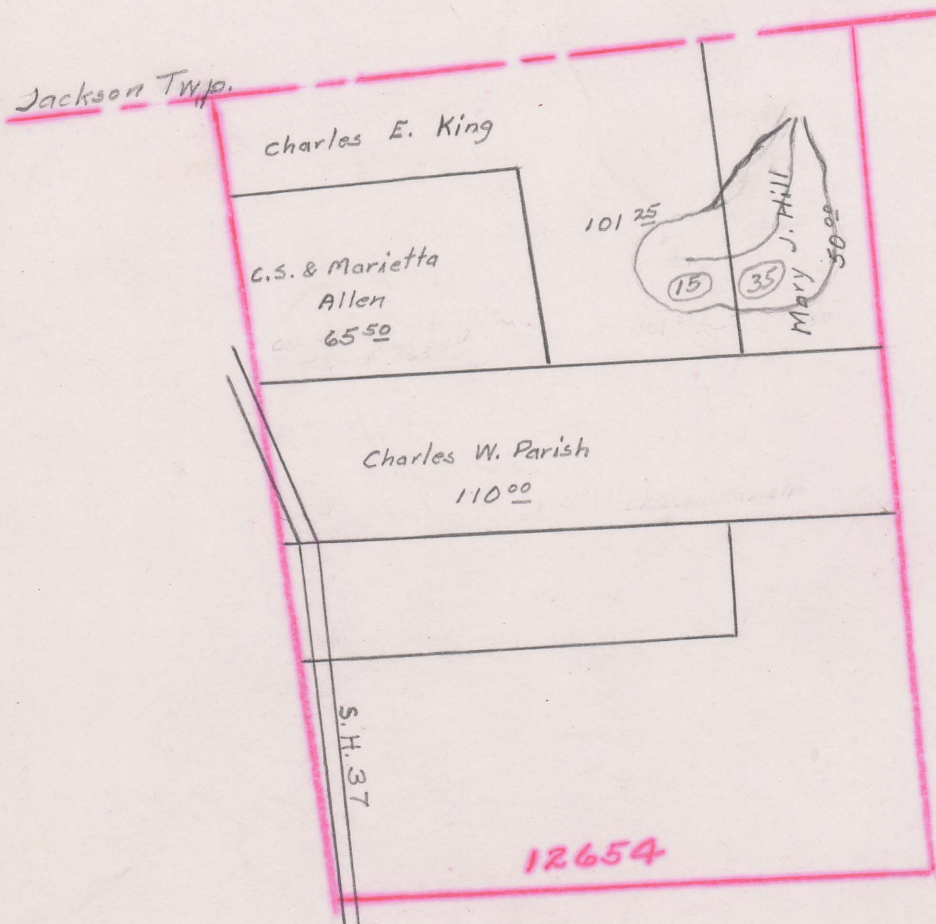 Jackson Twp.
Charles E. King
C.S. & Marietta
Allen
65 50
101 25
15
35
Mary J. Hill
50 00
Charles W. Parish
110 00
S.H. 37
12654